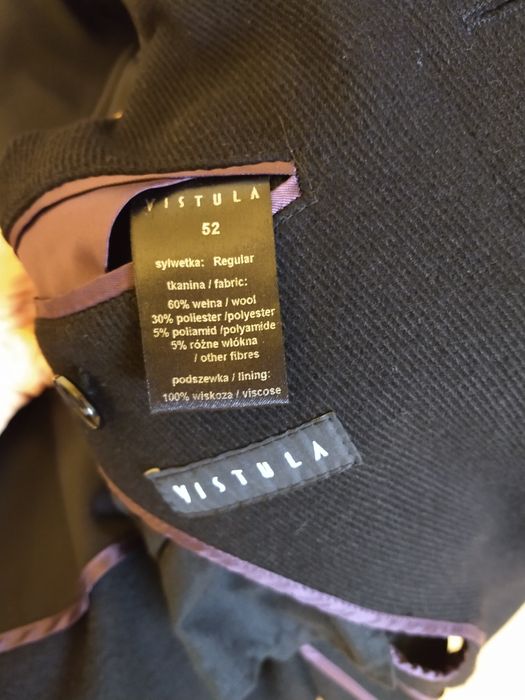 VISTULA
52
sylwetka: Regular
tkanina / fabric:
60% wełna / wool
30% poliester /polyester
5% poliamid /polyamide
5% różne włókna
/ other fibres
podszewka / lining:
100% wiskoza / viscose
VISTULA